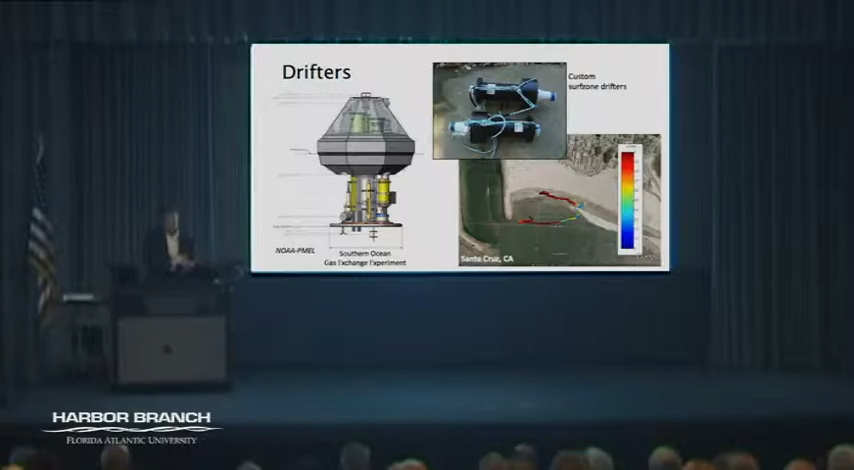 Drifters
Custom
surfzone drifters
NOAA-PMEL
Southern Ocean
Gas Exchange Experiment
Santa Cruz, CA
HARBOR BRANCH
FLORIDA ATLANTIC UNIVERSITY